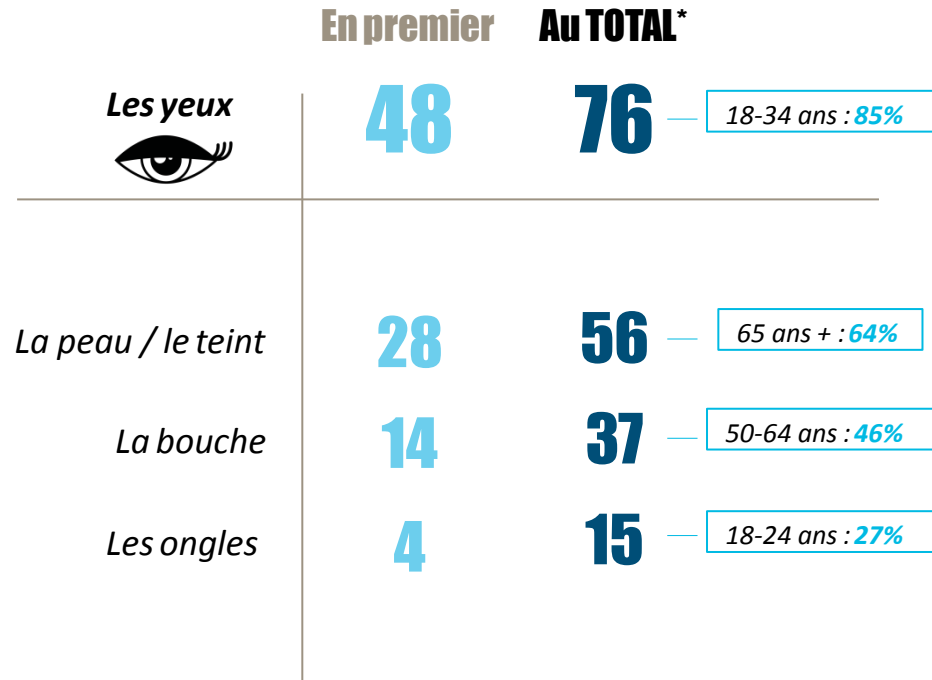 En premier Au TOTAL*
Les yeux 48 76 18-34 ans : 85%
La peau / le teint 28 56 65 ans + : 64%
La bouche 14 37 50-64 ans : 46%
Les ongles 4 15 18-24 ans : 27%